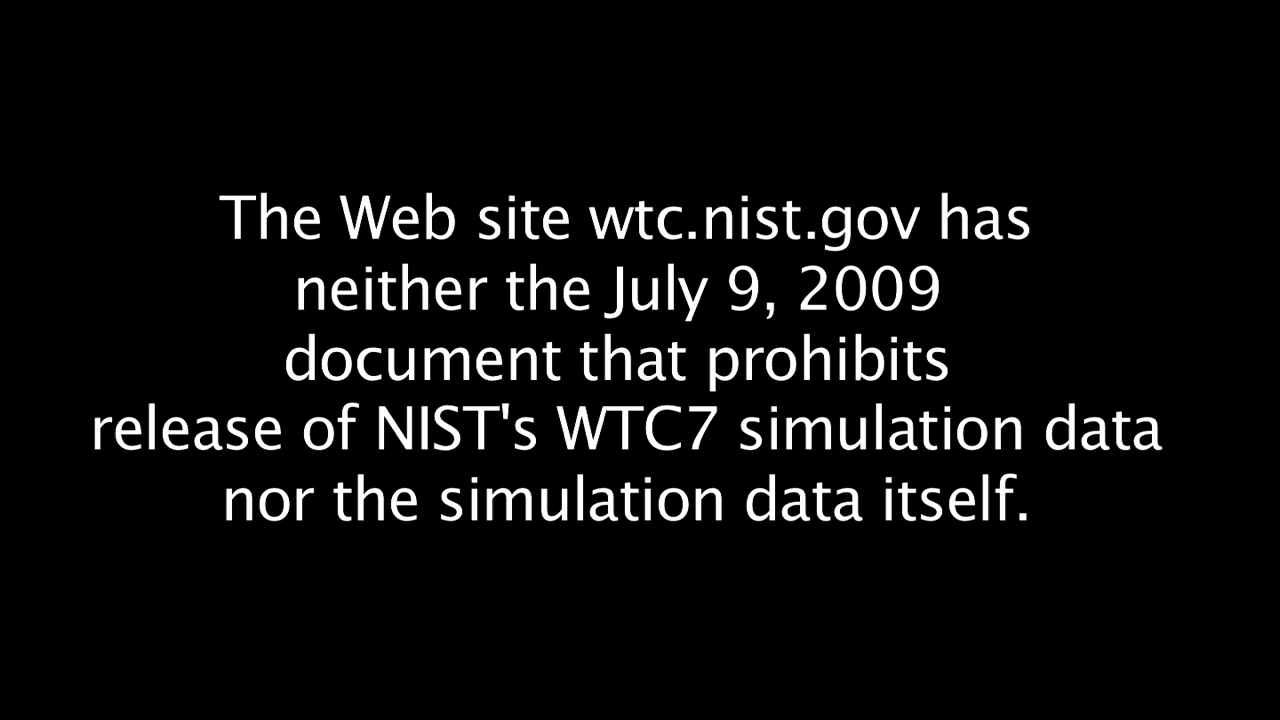 The Web site wtc.nist.gov has
neither the July 9, 2009
document that prohibits
release of NIST's WTC7 simulation data
nor the simulation data itself.